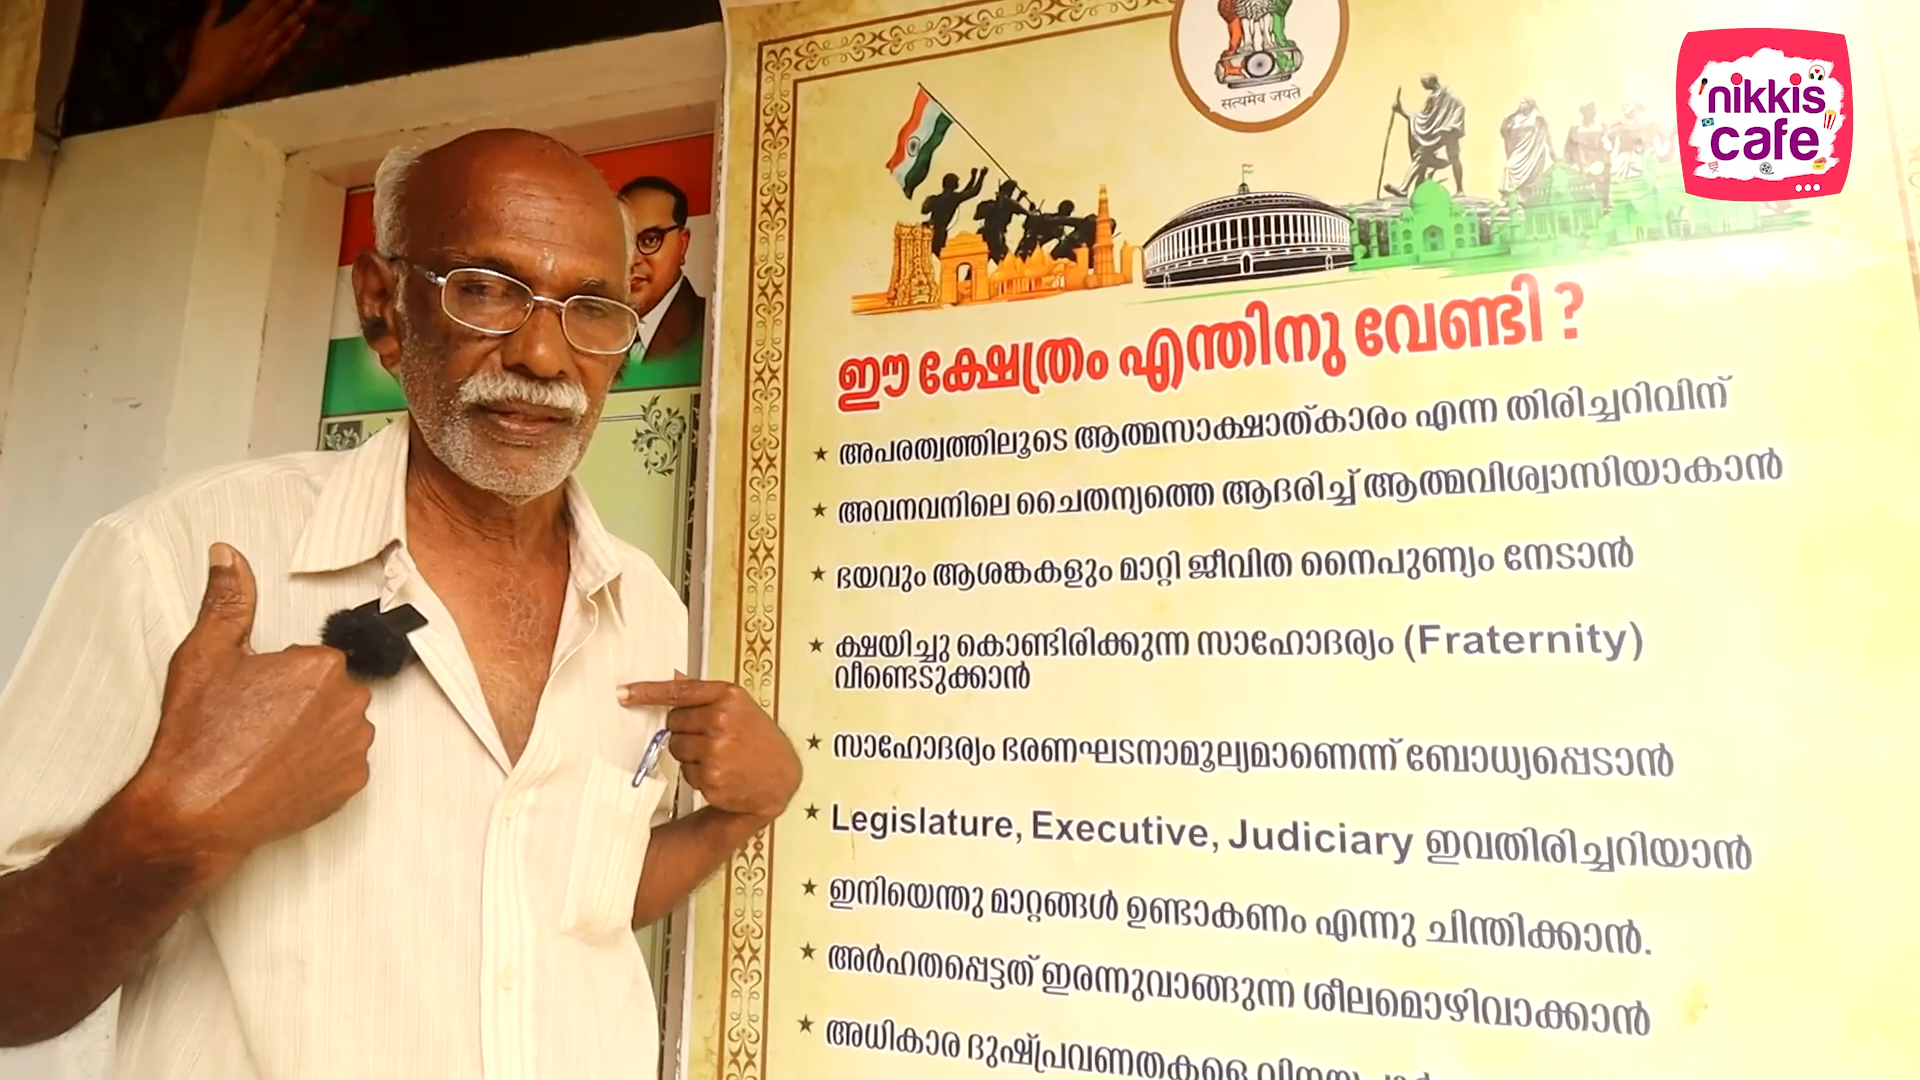 सत्यमेव जयते
nikkis
cafe
ഈ ക്ഷേത്രം എന്തിനു വേണ്ടി ?
★ അപരത്വത്തിലൂടെ ആത്മസാക്ഷാത്കാരം എന്ന തിരിച്ചറിവിന്
★ അവനവനിലെ ചൈതന്യത്തെ ആദരിച്ച് ആത്മവിശ്വാസിയാകാൻ
★ ഭയവും ആശങ്കകളും മാറ്റി ജീവിത നൈപുണ്യം നേടാൻ
★ ക്ഷയിച്ചു കൊണ്ടിരിക്കുന്ന സാഹോദര്യം (Fraternity)
വീണ്ടെടുക്കാൻ
★ സാഹോദര്യം ഭരണഘടനാമൂല്യമാണെന്ന് ബോധ്യപ്പെടാൻ
★ Legislature, Executive, Judiciary ഇവതിരിച്ചറിയാൻ
★ ഇനിയെന്തു മാറ്റങ്ങൾ ഉണ്ടാകണം എന്നു ചിന്തിക്കാൻ.
★ അർഹതപ്പെട്ടത് ഇരന്നുവാങ്ങുന്ന ശീലമൊഴിവാക്കാൻ
★ അധികാര ദുഷ്പ്രവണതകളെ